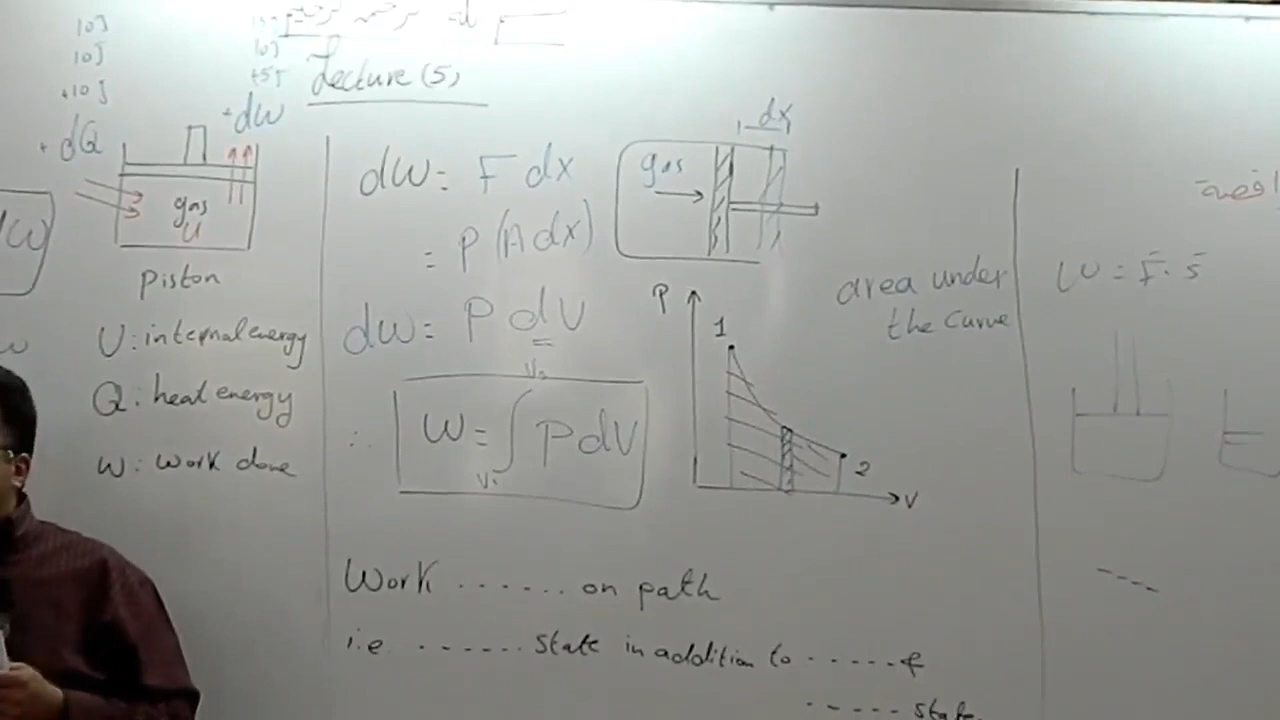 10J
10J
+10J
10J
+5J
Lecture (5)
+ dQ
+dW
gas
U
piston
U: internal energy
Q: heat energy
W: work done
dW = F dx
= P(A dx)
dW = P dV
∴ W = ∫ P dV
gas
dx
P
1
2
V
area under
the curve
Work ...... on path
i.e ....... state in addition to ..... &
..... state
W = F̄ . S̄